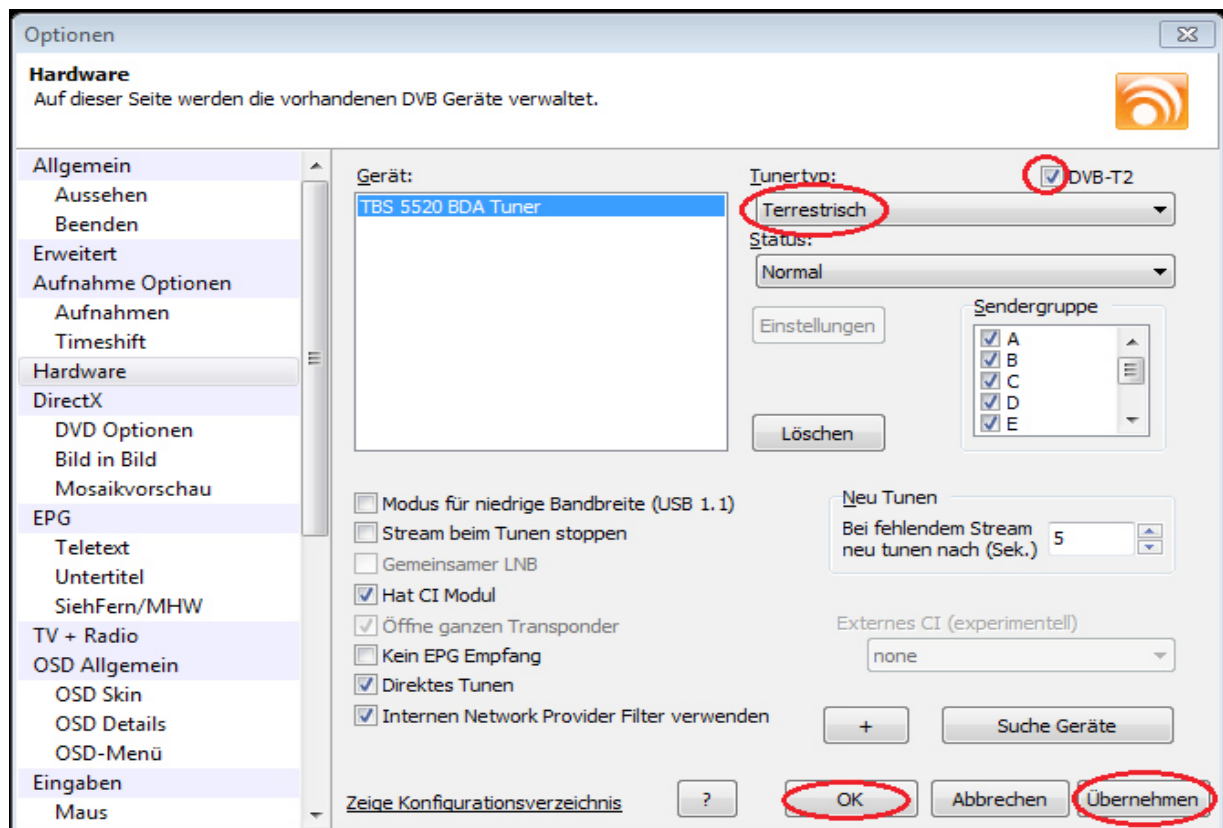 Optionen
Hardware
Auf dieser Seite werden die vorhandenen DVB Geräte verwaltet.
Allgemein
Aussehen
Beenden
Erweitert
Aufnahme Optionen
Aufnahmen
Timeshift
Hardware
DirectX
DVD Optionen
Bild in Bild
Mosaikvorschau
EPG
Teletext
Untertitel
SiehFern/MHW
TV + Radio
OSD Allgemein
OSD Skin
OSD Details
OSD-Menü
Eingaben
Maus
Gerät:
TBS 5520 BDA Tuner
Tunertyp:
DVB-T2
Terrestrisch
Status:
Normal
Einstellungen
Sendergruppe
A
B
C
D
E
Löschen
Modus für niedrige Bandbreite (USB 1.1)
Stream beim Tunen stoppen
Gemeinsamer LNB
Hat CI Modul
Öffne ganzen Transponder
Kein EPG Empfang
Direktes Tunen
Internen Network Provider Filter verwenden
Neu Tunen
Bei fehlendem Stream
neu tunen nach (Sek.)
5
Externes CI (experimentell)
none
+
Suche Geräte
Zeige Konfigurationsverzeichnis
?
OK
Abbrechen
Übernehmen